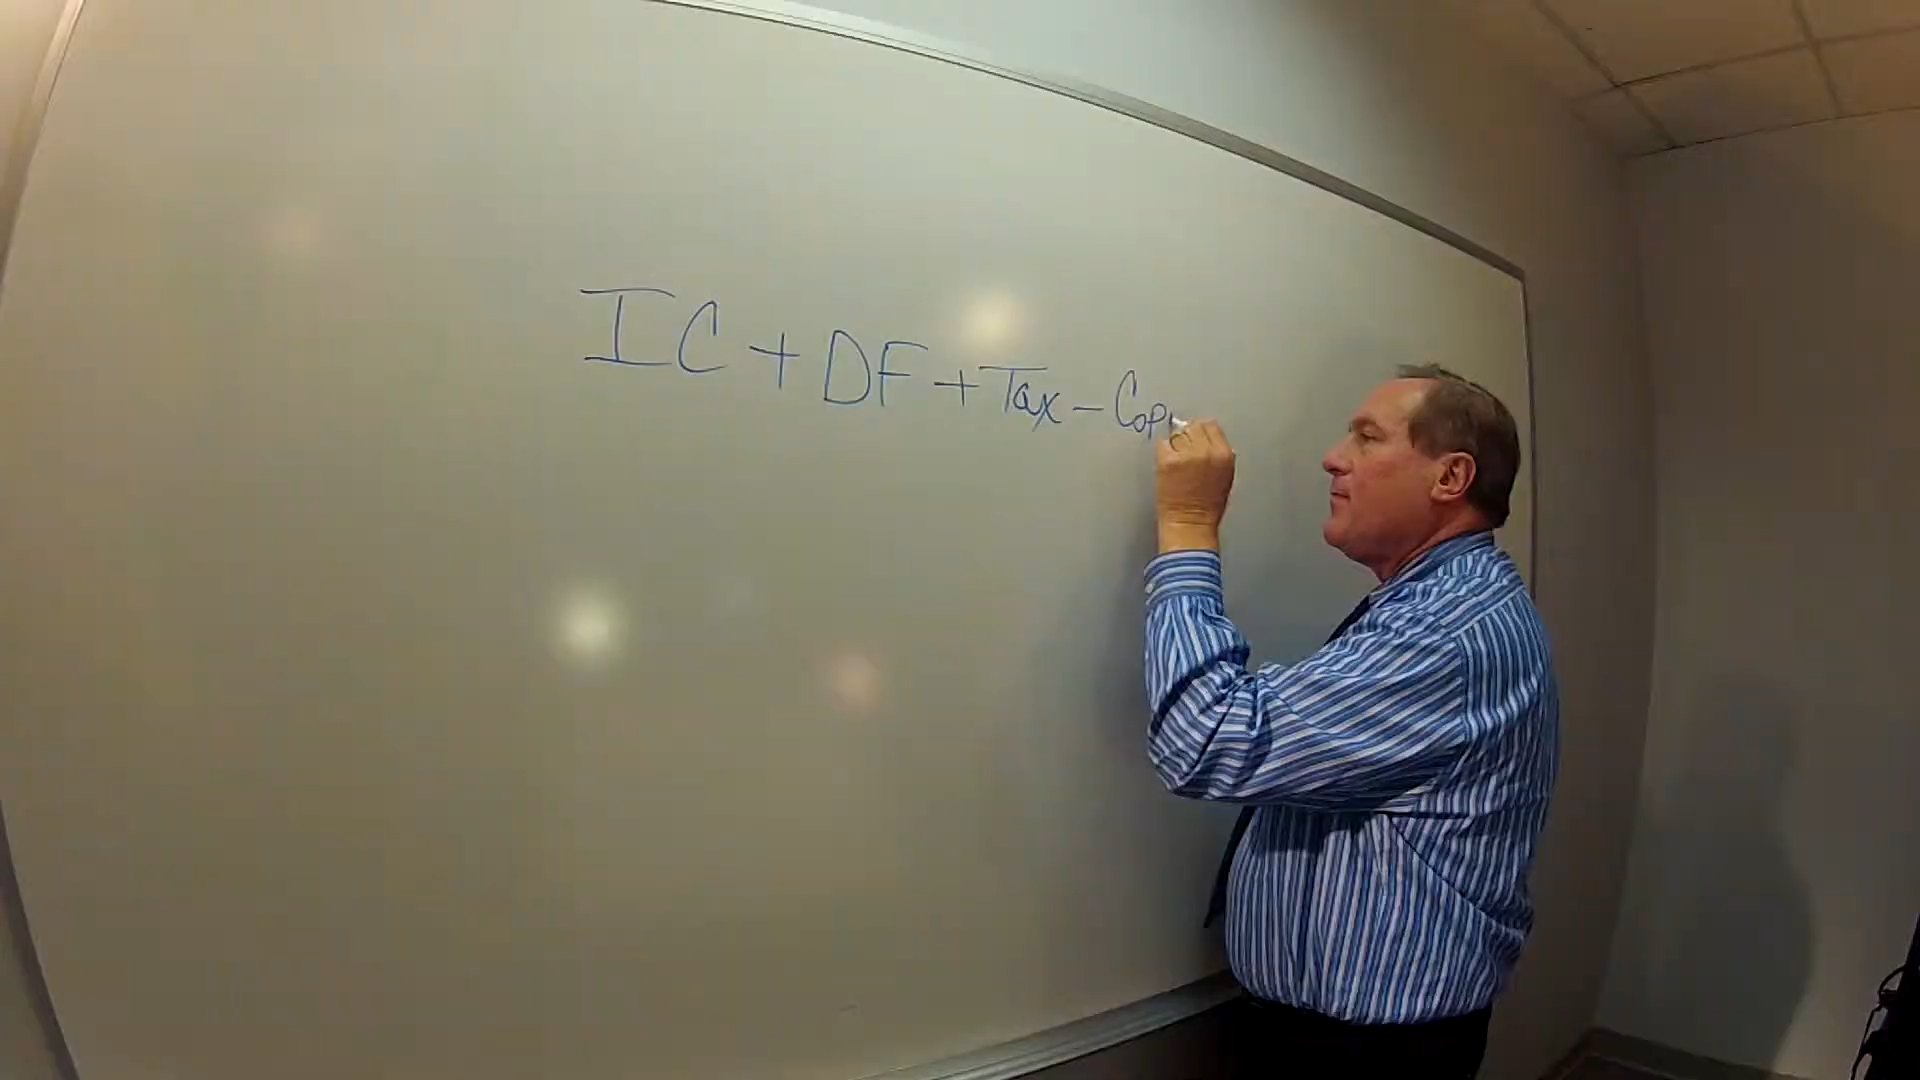 IC + DF + Tax - Cop